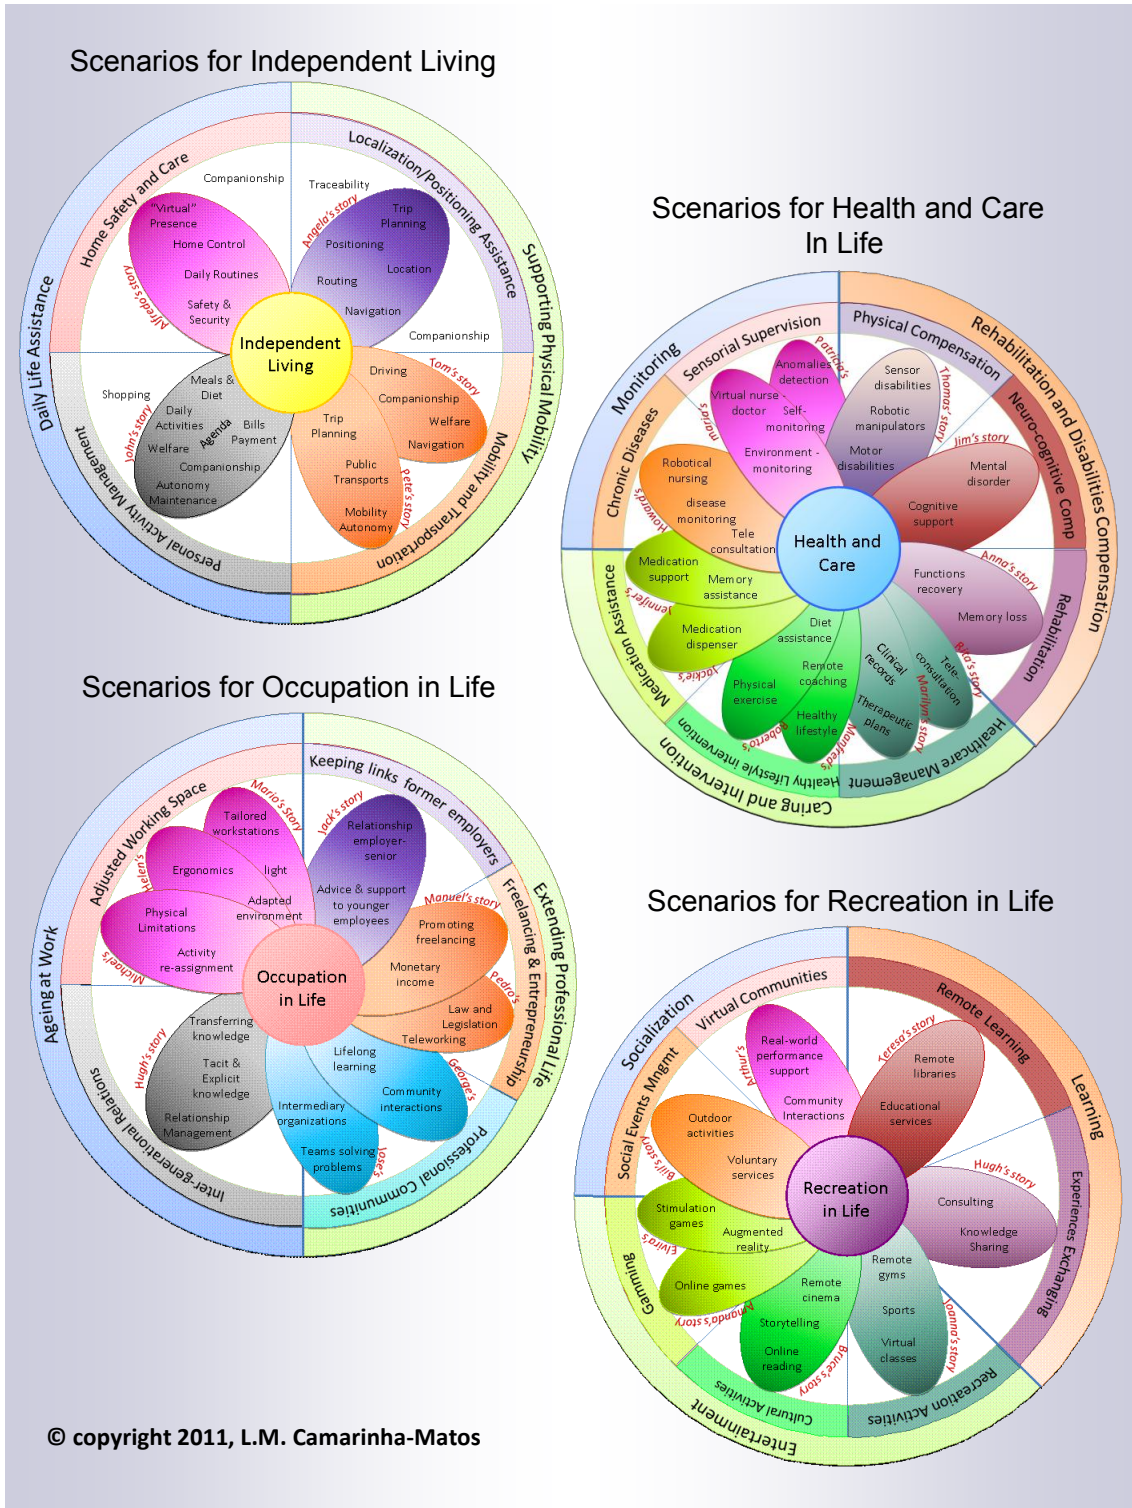 Scenarios for Independent Living
Daily Life Assistance
Supporting Physical Mobility
Home Safety and Care
Localization/Positioning Assistance
Personal Activity Management
Mobility and Transportation
Companionship
"Virtual"
Presence
Home Control
Daily Routines
Safety &
Security
Alfredo's story
Traceability
Angela's story
Trip
Planning
Positioning
Location
Routing
Navigation
Companionship
Independent
Living
Shopping
John's story
Meals &
Diet
Daily
Activities
Agenda
Bills
Payment
Welfare
Companionship
Autonomy
Maintenance
Driving
Tom's story
Companionship
Welfare
Navigation
Trip
Planning
Public
Transports
Mobility
Autonomy
Pete's story
Scenarios for Health and Care
In Life
Monitoring
Rehabilitation and Disabilities Compensation
Caring and Intervention
Sensorial Supervision
Physical Compensation
Neuro-cognitive Comp
Rehabilitation
Healthcare Management
Healthy Lifestyle intervention
Medication Assistance
Chronic Diseases
Patricia's
Anomalies
detection
Virtual nurse -
doctor
Self-
monitoring
Environment -
monitoring
maria's
Sensor
disabilities
Robotic
manipulators
Motor
disabilities
Thomas' story
Jim's story
Mental
disorder
Cognitive
support
Robotical
nursing
disease
monitoring
Tele
consultation
Howard's
Health and
Care
Anna's story
Functions
recovery
Memory loss
Medication
support
Memory
assistance
Jennifer's
Medication
dispenser
Jackie's
Diet
assistance
Remote
coaching
Physical
exercise
Healthy
lifestyle
Roberto's
Manfred's
Clinical
records
Therapeutic
plans
Marilyn's story
Tele-
consultation
Rita's story
Scenarios for Occupation in Life
Ageing at Work
Extending Professional Life
Adjusted Working Space
Keeping links former employers
Freelancing & Entrepreneurship
Professional Communities
Inter-generational Relations
Mario's Story
Tailored
workstations
Helen's
Ergonomics
light
Adapted
environment
Physical
Limitations
Activity
re-assignment
Michael's
Jack's story
Relationship
employer-
senior
Advice & support
to younger
employees
Manuel's story
Promoting
freelancing
Monetary
income
Pedro's
Law and
Legislation
Teleworking
Occupation
in Life
Hugh's story
Transferring
knowledge
Tacit &
Explicit
knowledge
Relationship
Management
Lifelong
learning
George's
Community
interactions
Intermediary
organizations
Teams solving
problems
Jose's
Scenarios for Recreation in Life
Socialization
Learning
Entertainment
Virtual Communities
Remote Learning
Experiences Exchanging
Recreation Activities
Cultural Activities
Gamming
Social Events Mngmt
Arthur's
Real-world
performance
support
Community
Interactions
Teresa's story
Remote
libraries
Educational
services
Outdoor
activities
Voluntary
services
Bill's story
Recreation
in Life
Hugh's story
Consulting
Knowledge
Sharing
Stimulation
games
Augmented
reality
Elvira's
Online games
Amanda's story
Remote
cinema
Storytelling
Online
reading
Bruce's story
Remote
gyms
Sports
Virtual
classes
Joanna's story
© copyright 2011, L.M. Camarinha-Matos